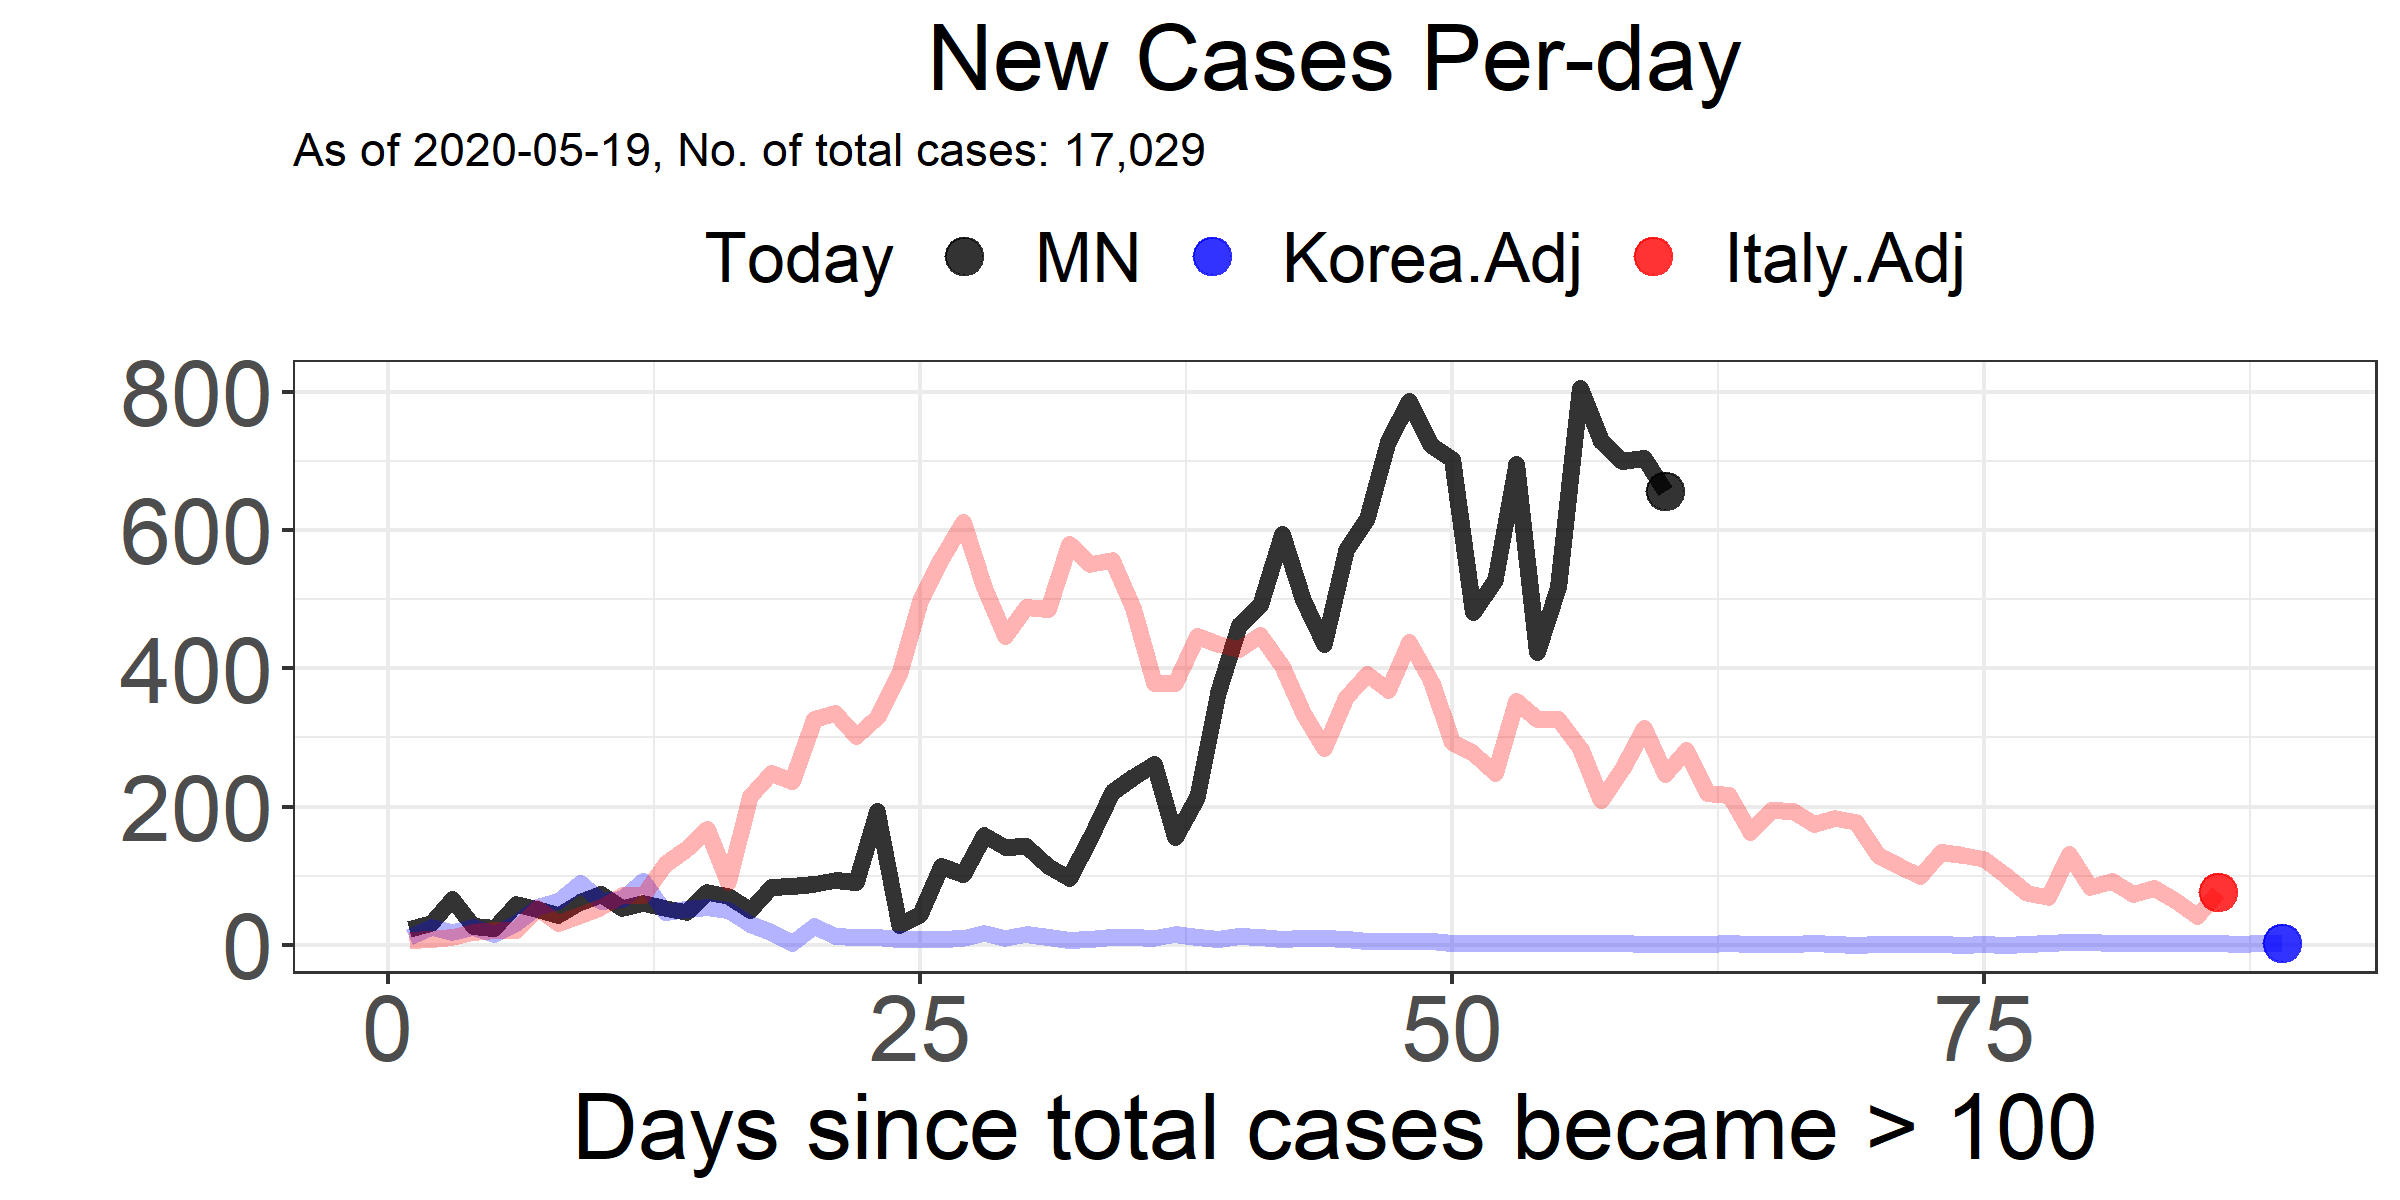 New Cases Per-day
As of 2020-05-19, No. of total cases: 17,029
Today MN Korea.Adj Italy.Adj
800
600
400
200
0
0 25 50 75
Days since total cases became > 100